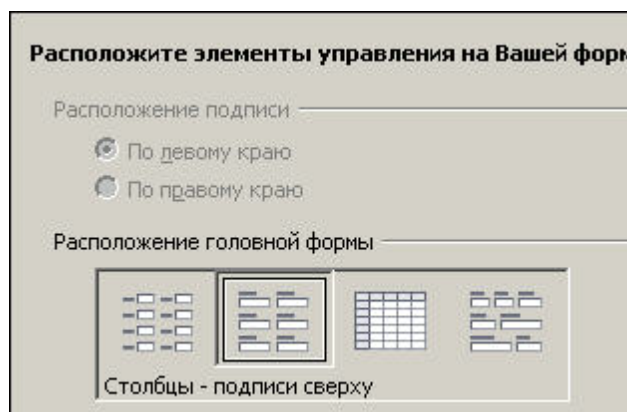 Расположите элементы управления на Вашей форм
Расположение подписи
По левому краю
По правому краю
Расположение головной формы
Столбцы - подписи сверху